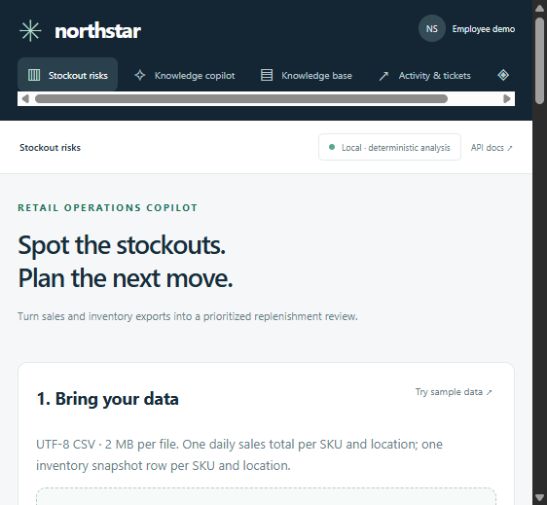 northstar
NS Employee demo
Stockout risks Knowledge copilot Knowledge base Activity & tickets
Stockout risks
Local · deterministic analysis API docs ↗
RETAIL OPERATIONS COPILOT
Spot the stockouts.
Plan the next move.
Turn sales and inventory exports into a prioritized replenishment review.
1. Bring your data
Try sample data ↗
UTF-8 CSV · 2 MB per file. One daily sales total per SKU and location; one
inventory snapshot row per SKU and location.